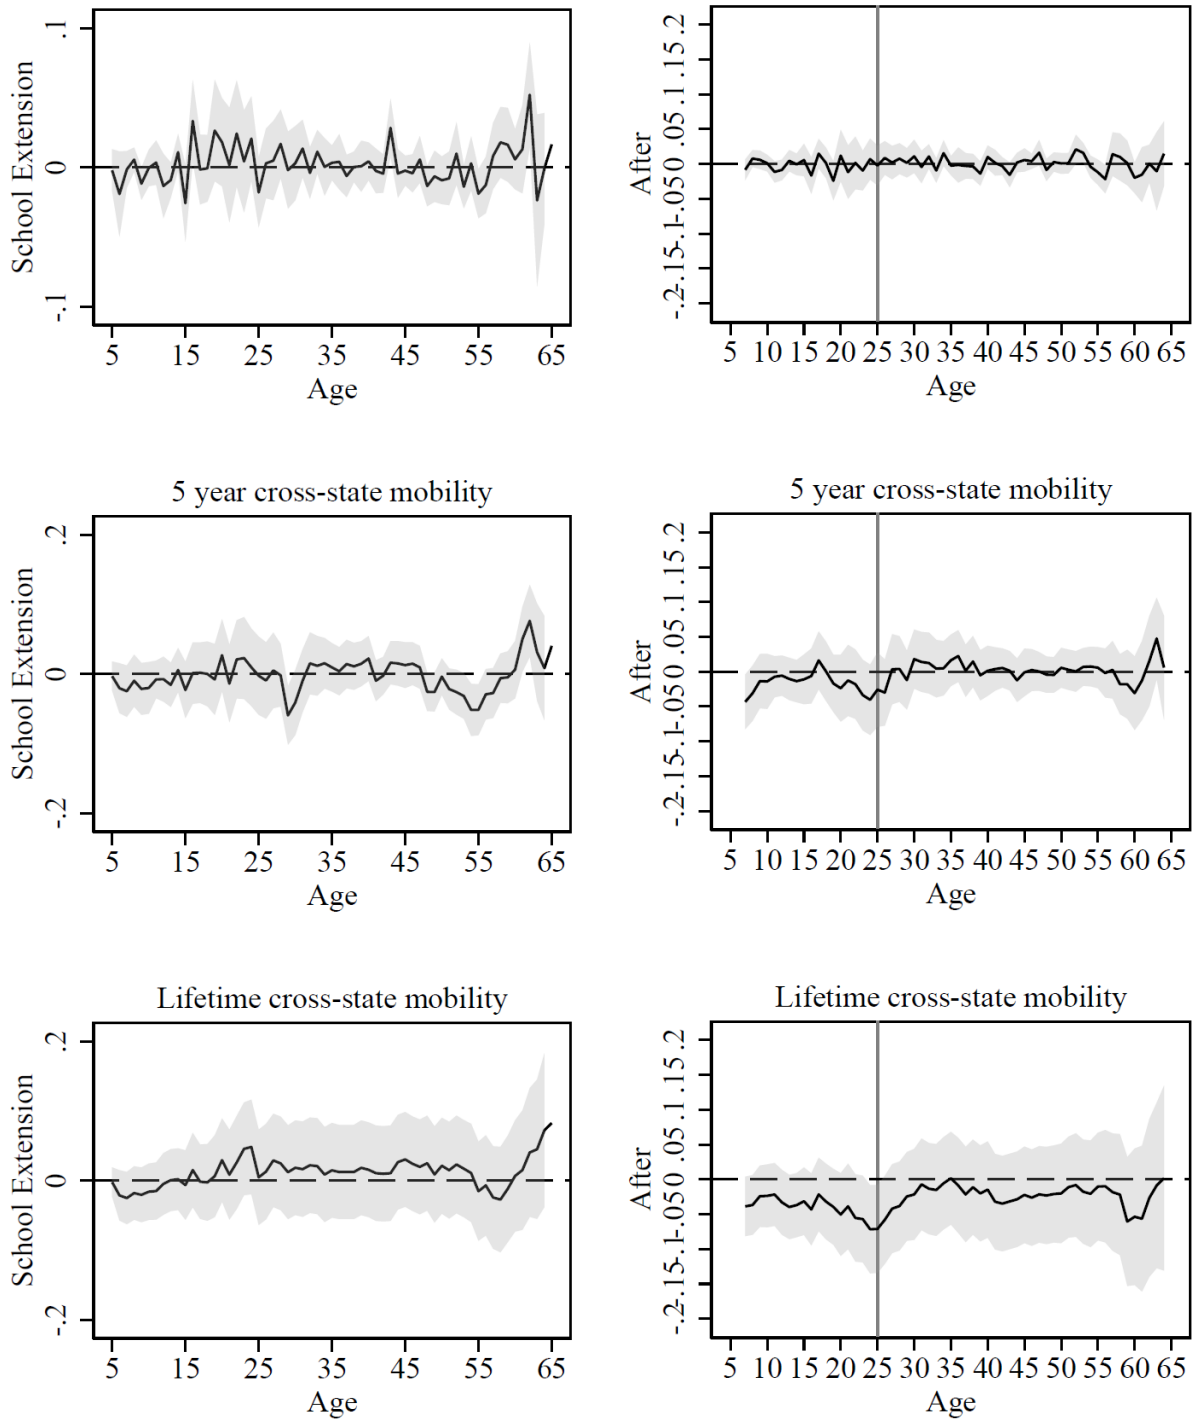 School Extension
.1
0
-.1
5 15 25 35 45 55 65
Age
After
.2
.15
.1
.05
0
-.05
-.1
-.15
-.2
5 10 15 20 25 30 35 40 45 50 55 60 65
Age
5 year cross-state mobility
School Extension
.2
0
-.2
5 15 25 35 45 55 65
Age
5 year cross-state mobility
After
.2
.15
.1
.05
0
-.05
-.1
-.15
-.2
5 10 15 20 25 30 35 40 45 50 55 60 65
Age
Lifetime cross-state mobility
School Extension
.2
0
-.2
5 15 25 35 45 55 65
Age
Lifetime cross-state mobility
After
.2
.15
.1
.05
0
-.05
-.1
-.15
-.2
5 10 15 20 25 30 35 40 45 50 55 60 65
Age